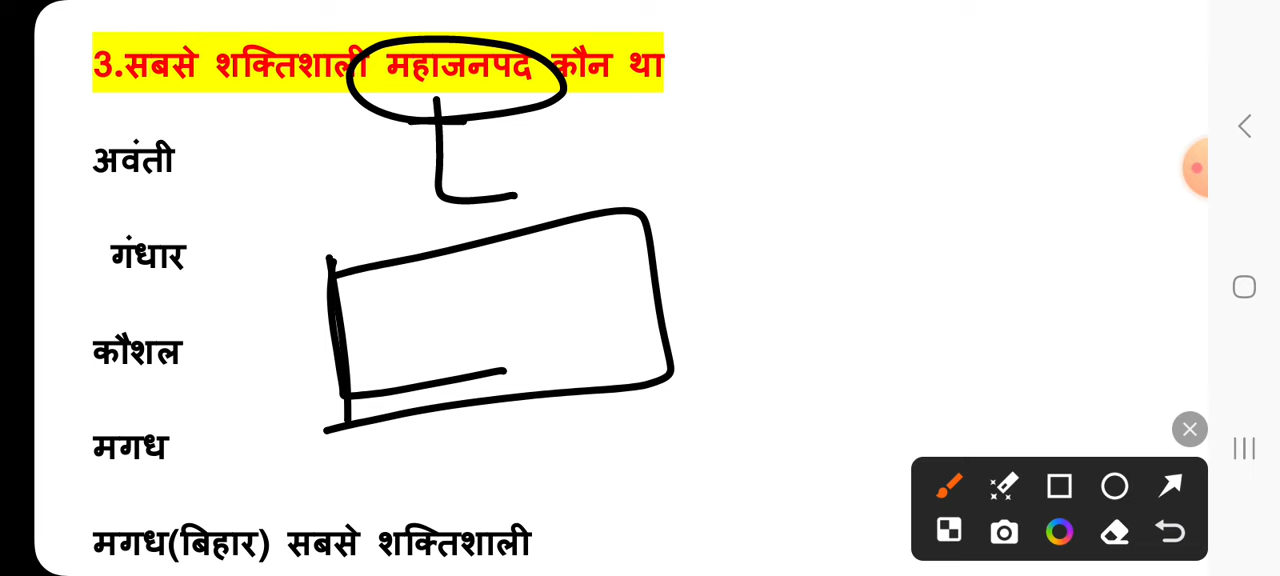 3.सबसे शक्तिशाली महाजनपद कौन था
अवंती
गंधार
कौशल
मगध
मगध(बिहार) सबसे शक्तिशाली